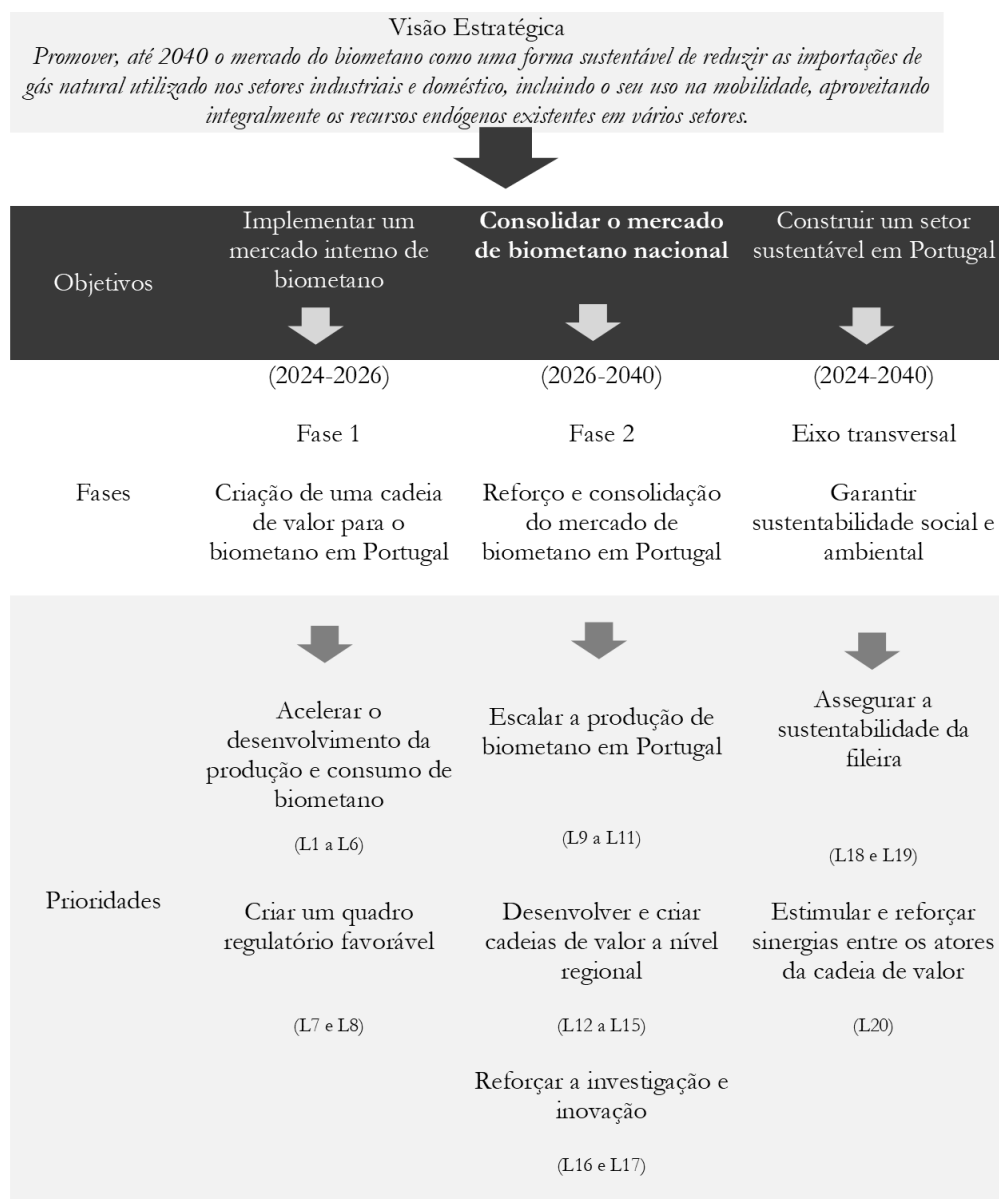 Visão Estratégica
Promover, até 2040 o mercado do biometano como uma forma sustentável de reduzir as importações de
gás natural utilizado nos setores industriais e doméstico, incluindo o seu uso na mobilidade, aproveitando
integralmente os recursos endógenos existentes em vários setores.
Objetivos
Implementar um
mercado interno de
biometano
Consolidar o mercado
de biometano nacional
Construir um setor
sustentável em Portugal
Fases
(2024-2026)
Fase 1
Criação de uma cadeia
de valor para o
biometano em Portugal
(2026-2040)
Fase 2
Reforço e consolidação
do mercado de
biometano em Portugal
(2024-2040)
Eixo transversal
Garantir
sustentabilidade social e
ambiental
Prioridades
Acelerar o
desenvolvimento da
produção e consumo de
biometano
(L1 a L6)
Criar um quadro
regulatório favorável
(L7 e L8)
Escalar a produção de
biometano em Portugal
(L9 a L11)
Desenvolver e criar
cadeias de valor a nível
regional
(L12 a L15)
Reforçar a investigação e
inovação
(L16 e L17)
Assegurar a
sustentabilidade da
fileira
(L18 e L19)
Estimular e reforçar
sinergias entre os atores
da cadeia de valor
(L20)